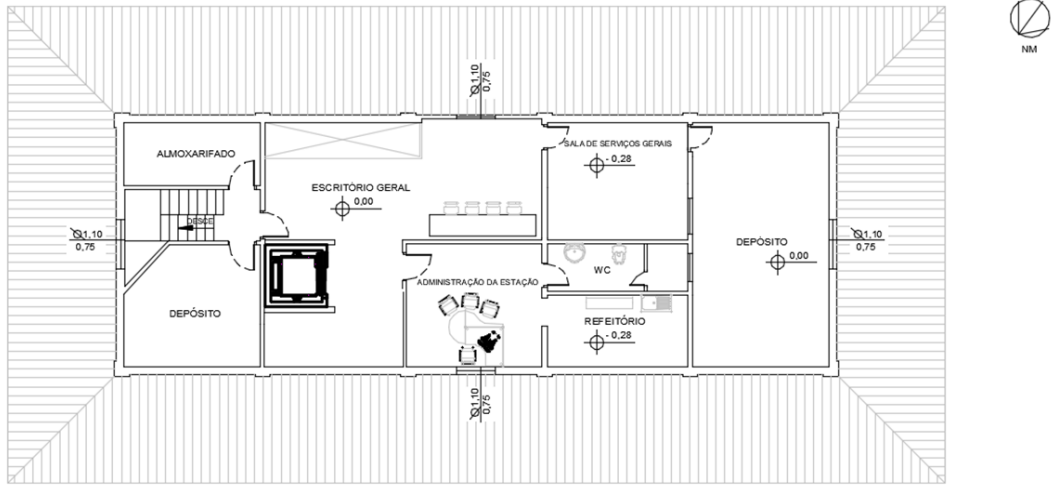 NM
1,10
0,75
ALMOXARIFADO
SALA DE SERVIÇOS GERAIS
- 0,28
ESCRITÓRIO GERAL
0,00
DESCE
1,10
0,75
DEPÓSITO
0,00
1,10
0,75
WC
ADMINISTRAÇÃO DA ESTAÇÃO
DEPÓSITO
REFEITÓRIO
- 0,28
1,10
0,75